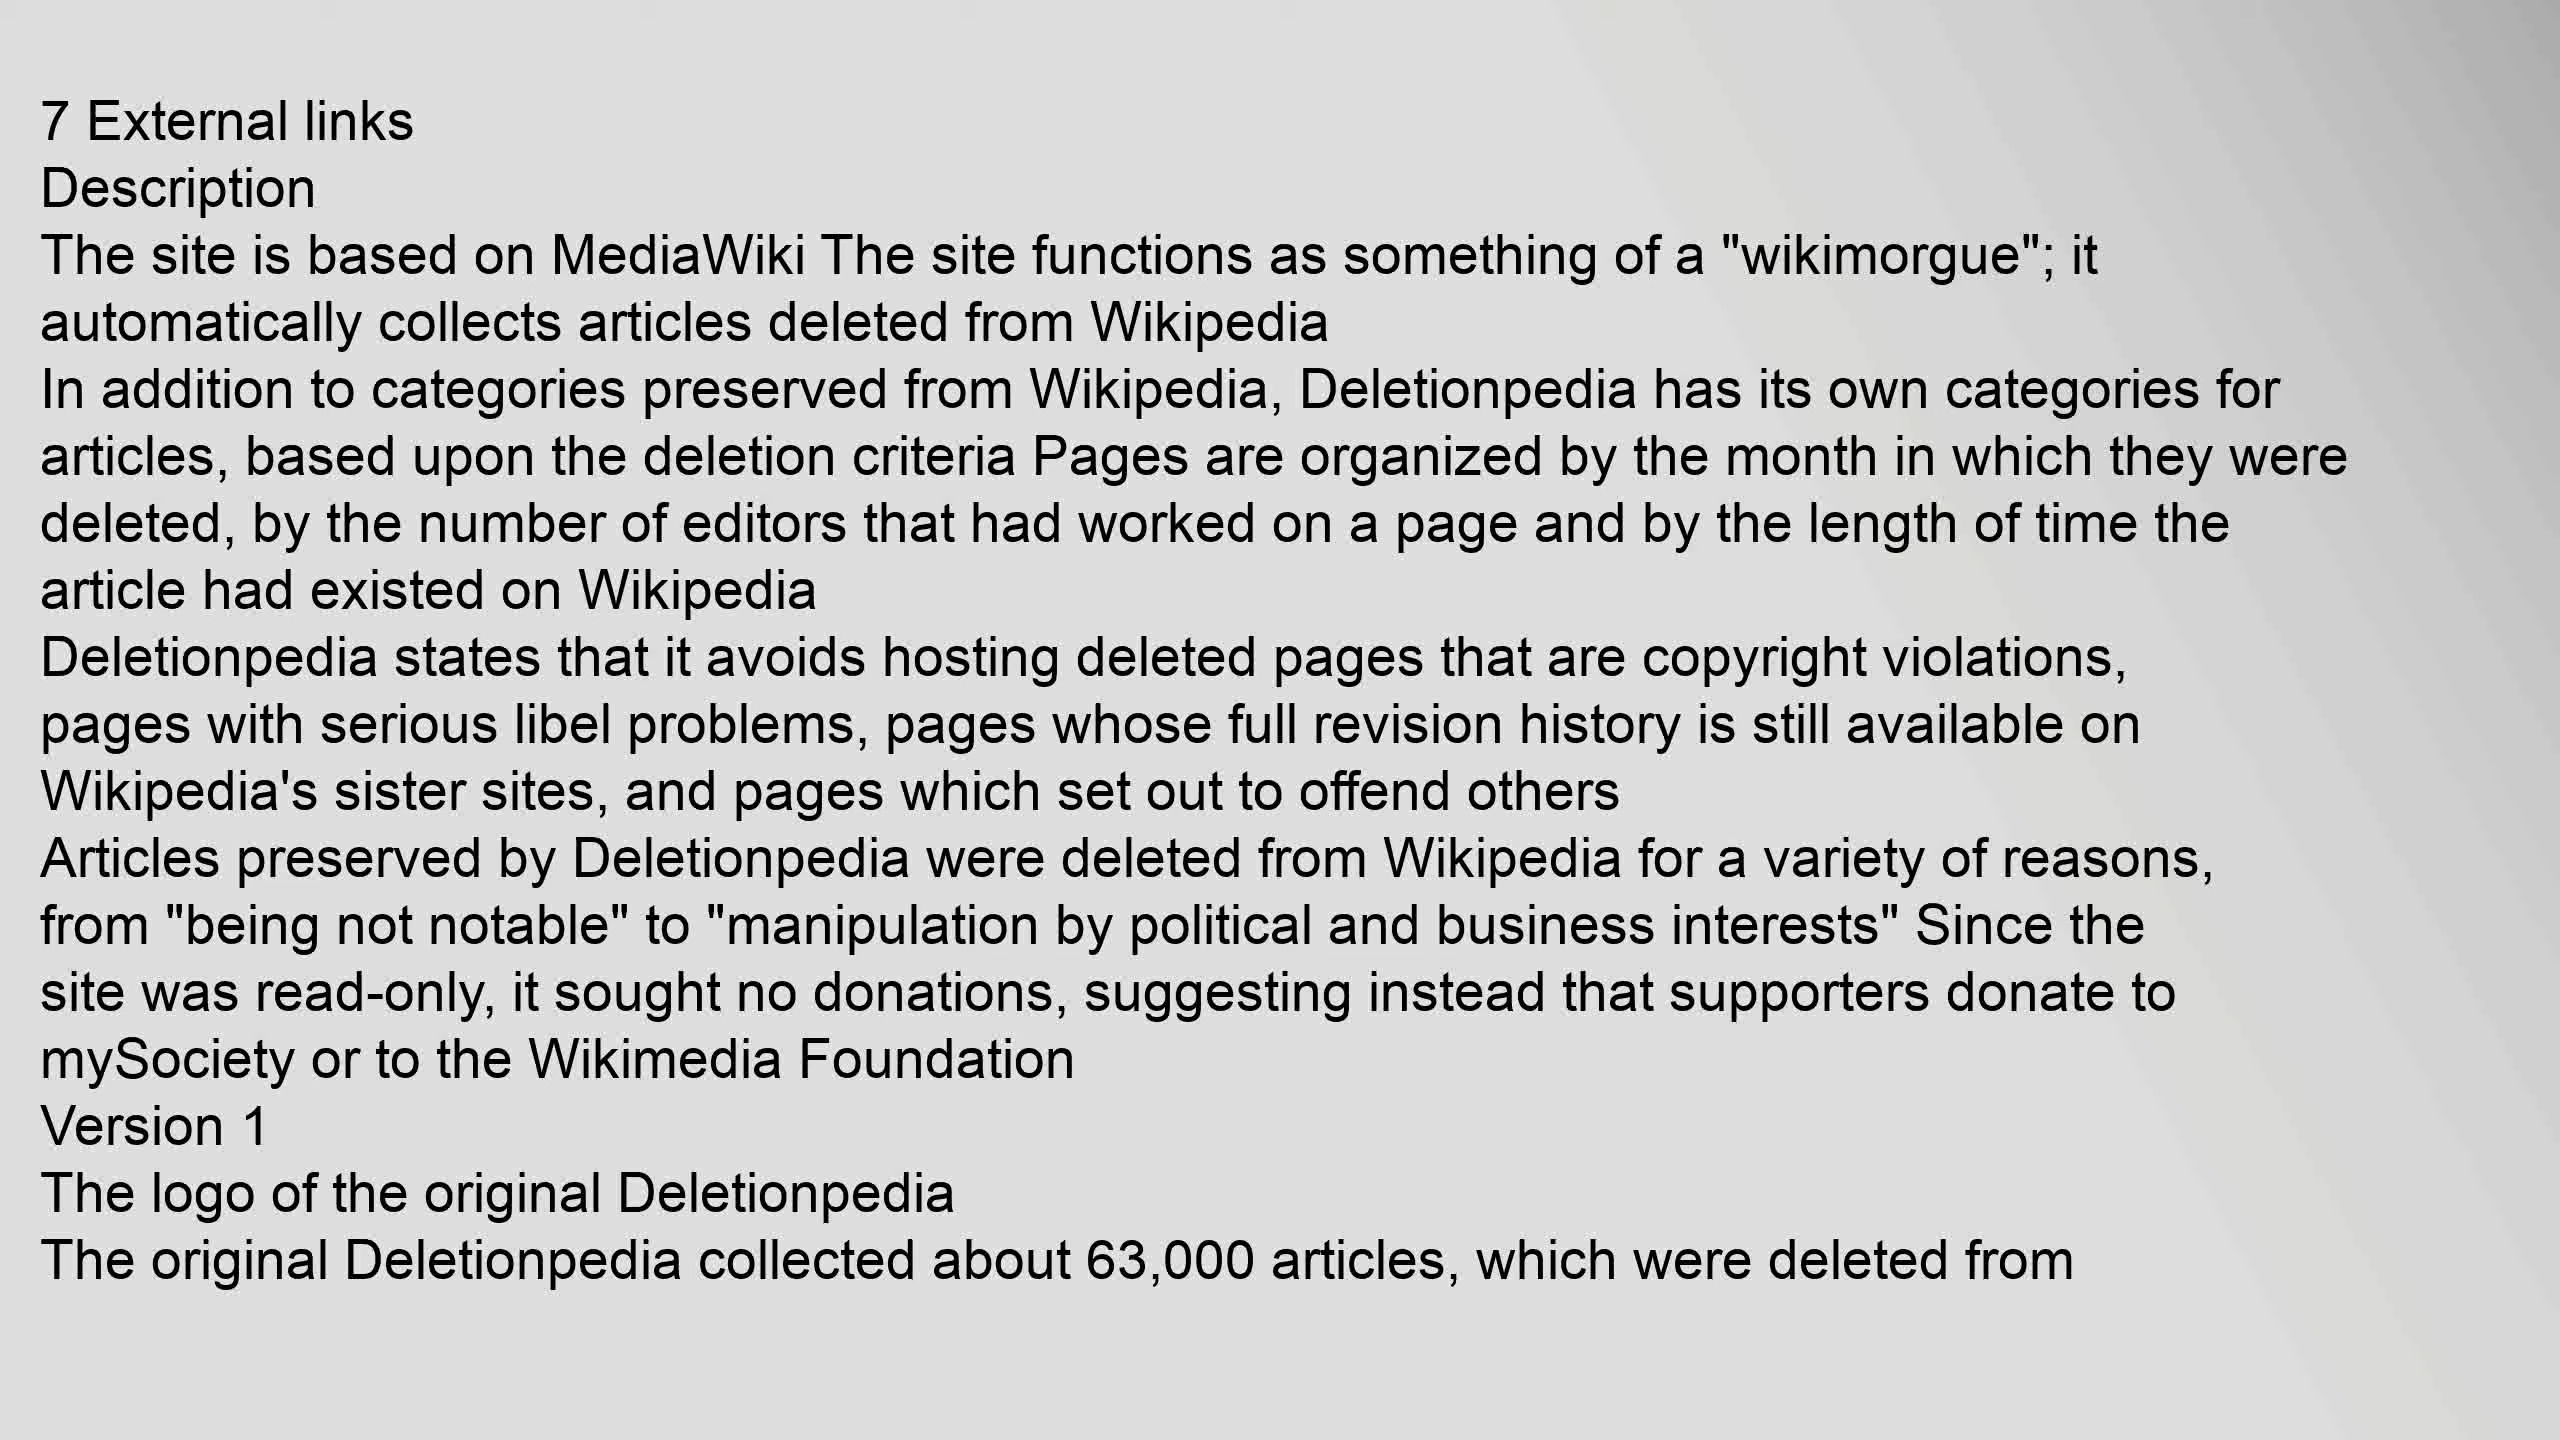 7 External links
Description
The site is based on MediaWiki The site functions as something of a "wikimorgue"; it
automatically collects articles deleted from Wikipedia
In addition to categories preserved from Wikipedia, Deletionpedia has its own categories for
articles, based upon the deletion criteria Pages are organized by the month in which they were
deleted, by the number of editors that had worked on a page and by the length of time the
article had existed on Wikipedia
Deletionpedia states that it avoids hosting deleted pages that are copyright violations,
pages with serious libel problems, pages whose full revision history is still available on
Wikipedia's sister sites, and pages which set out to offend others
Articles preserved by Deletionpedia were deleted from Wikipedia for a variety of reasons,
from "being not notable" to "manipulation by political and business interests" Since the
site was read-only, it sought no donations, suggesting instead that supporters donate to
mySociety or to the Wikimedia Foundation
Version 1
The logo of the original Deletionpedia
The original Deletionpedia collected about 63,000 articles, which were deleted from